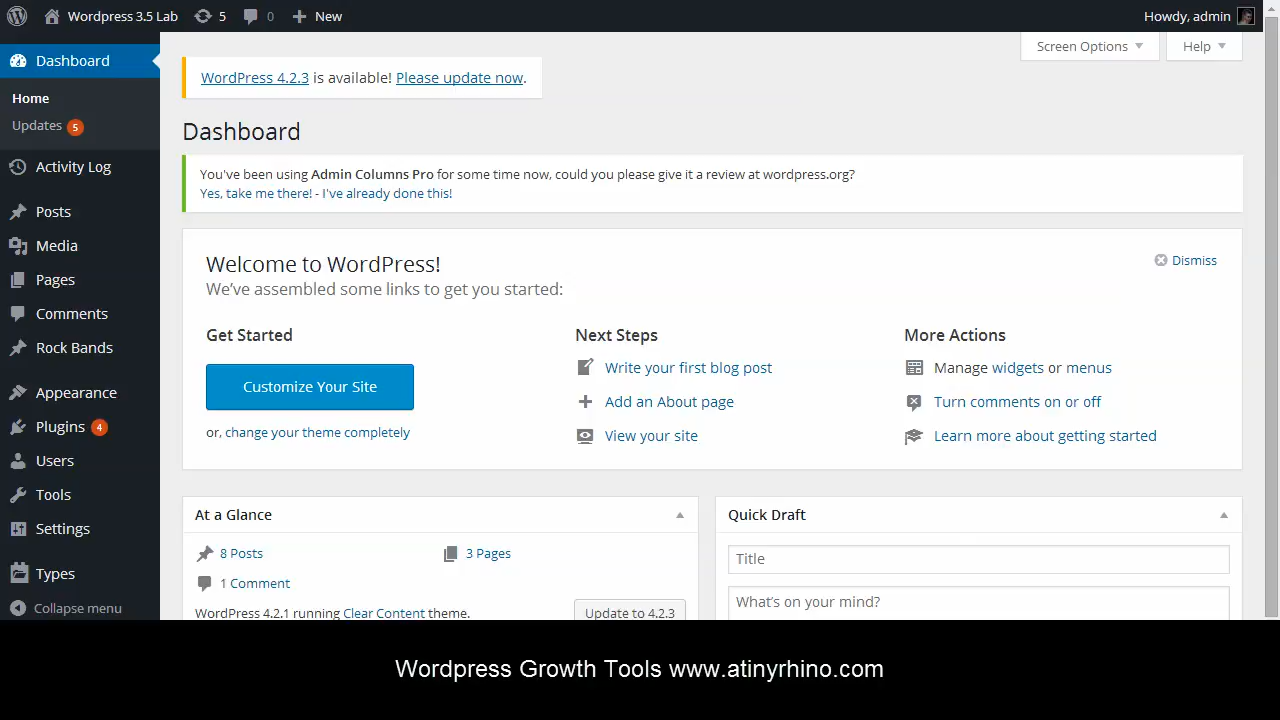 Wordpress 3.5 Lab 5 0 New Howdy, admin
Screen Options Help
Dashboard
Home
Updates 5
Activity Log
Posts
Media
Pages
Comments
Rock Bands
Appearance
Plugins 4
Users
Tools
Settings
Types
Collapse menu
WordPress 4.2.3 is available! Please update now.
Dashboard
You've been using Admin Columns Pro for some time now, could you please give it a review at wordpress.org?
Yes, take me there! - I've already done this!
Welcome to WordPress!
Dismiss
We've assembled some links to get you started:
Get Started
Customize Your Site
or, change your theme completely
Next Steps
Write your first blog post
Add an About page
View your site
More Actions
Manage widgets or menus
Turn comments on or off
Learn more about getting started
At a Glance
8 Posts 3 Pages
1 Comment
WordPress 4.2.1 running Clear Content theme. Update to 4.2.3
Quick Draft
Title
What's on your mind?
Wordpress Growth Tools www.atinyrhino.com